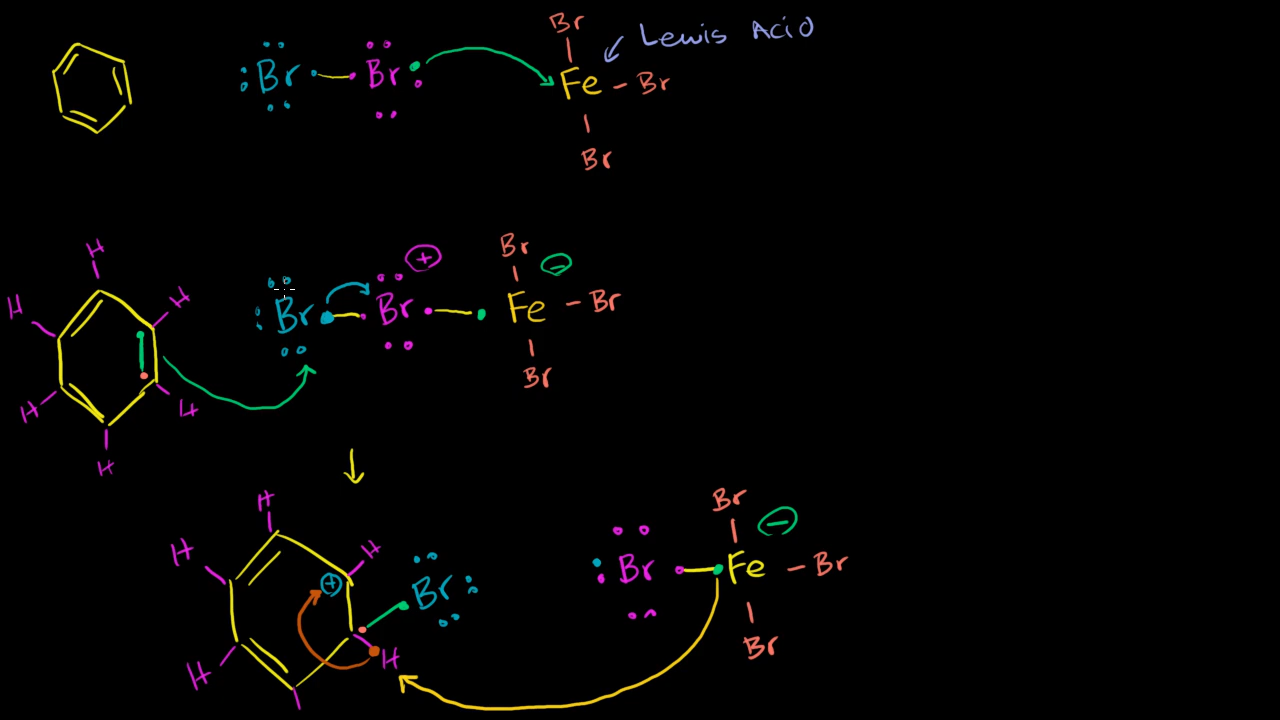 Br
Lewis Acid
:Br - Br: Fe - Br
Br
H
Br ⊖
⊕
H H
:Br - Br - Fe - Br
Br
H H
H
Br ⊖
H
H H
⊕ Br: :Br - Fe - Br
H
Br
H